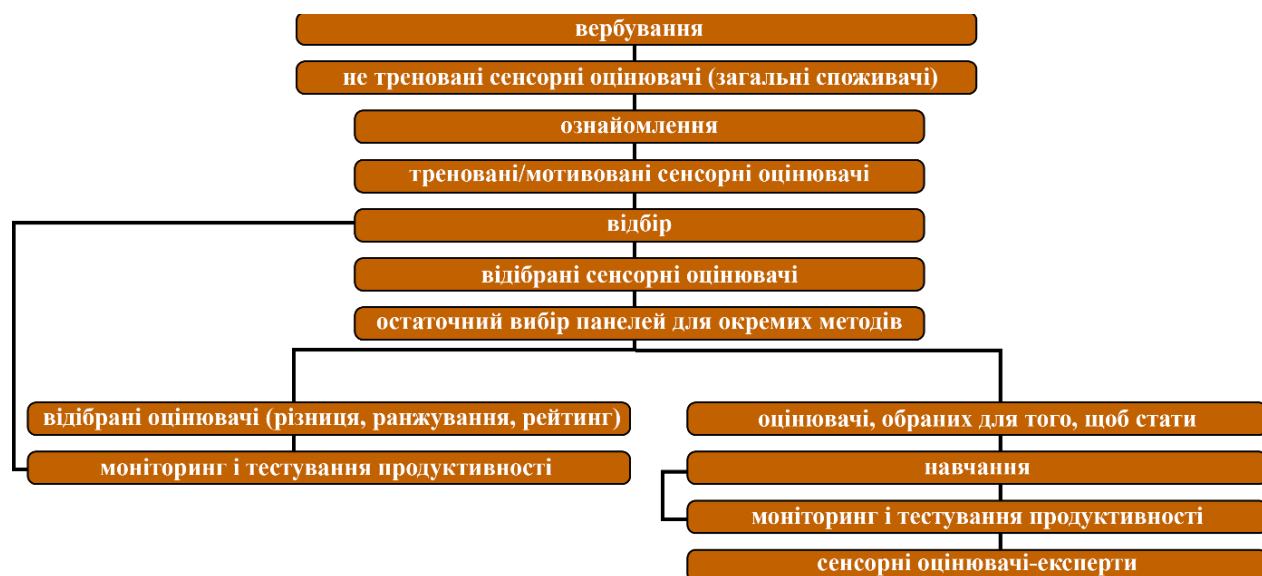 вербування
не треновані сенсорні оцінювачі (загальні споживачі)
ознайомлення
треновані/мотивовані сенсорні оцінювачі
відбір
відібрані сенсорні оцінювачі
остаточний вибір панелей для окремих методів
відібрані оцінювачі (різниця, ранжування, рейтинг)
моніторинг і тестування продуктивності
оцінювачі, обраних для того, щоб стати
навчання
моніторинг і тестування продуктивності
сенсорні оцінювачі-експерти